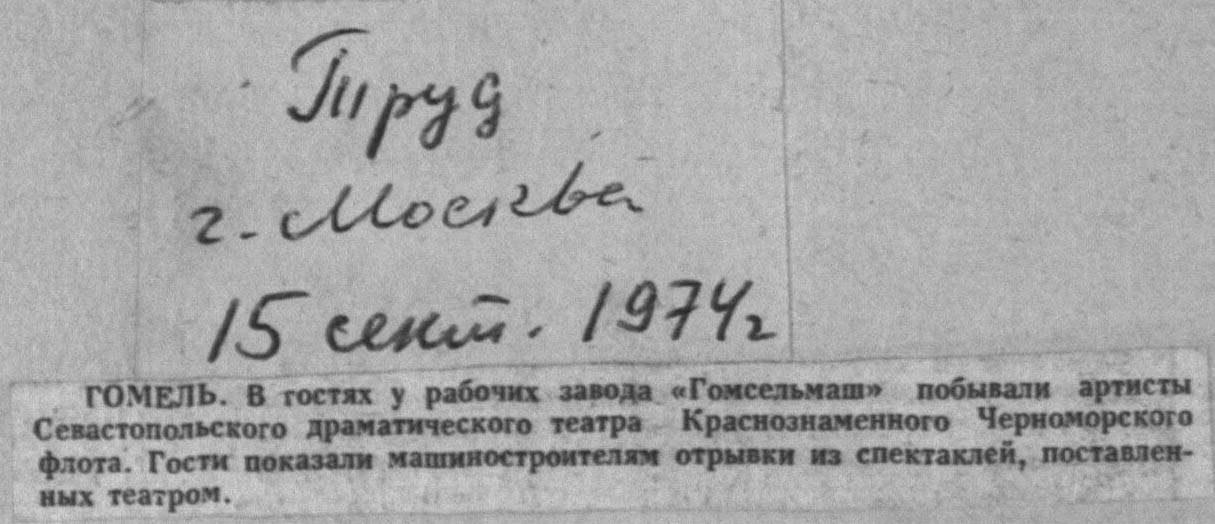 Труд
г. Москва
15 сент. 1974г
ГОМЕЛЬ. В гостях у рабочих завода «Гомсельмаш» побывали артисты
Севастопольского драматического театра Краснознаменного Черноморского
флота. Гости показали машиностроителям отрывки из спектаклей, поставлен-
ных театром.